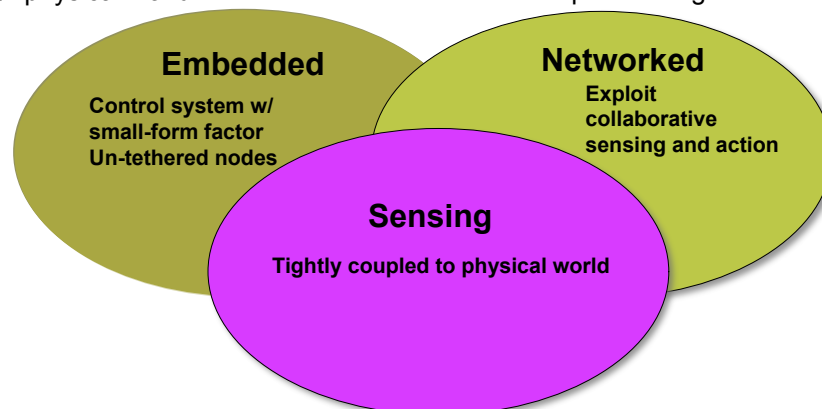 Embedded
Control system w/
small-form factor
Un-tethered nodes
Networked
Exploit
collaborative
sensing and action
Sensing
Tightly coupled to physical world